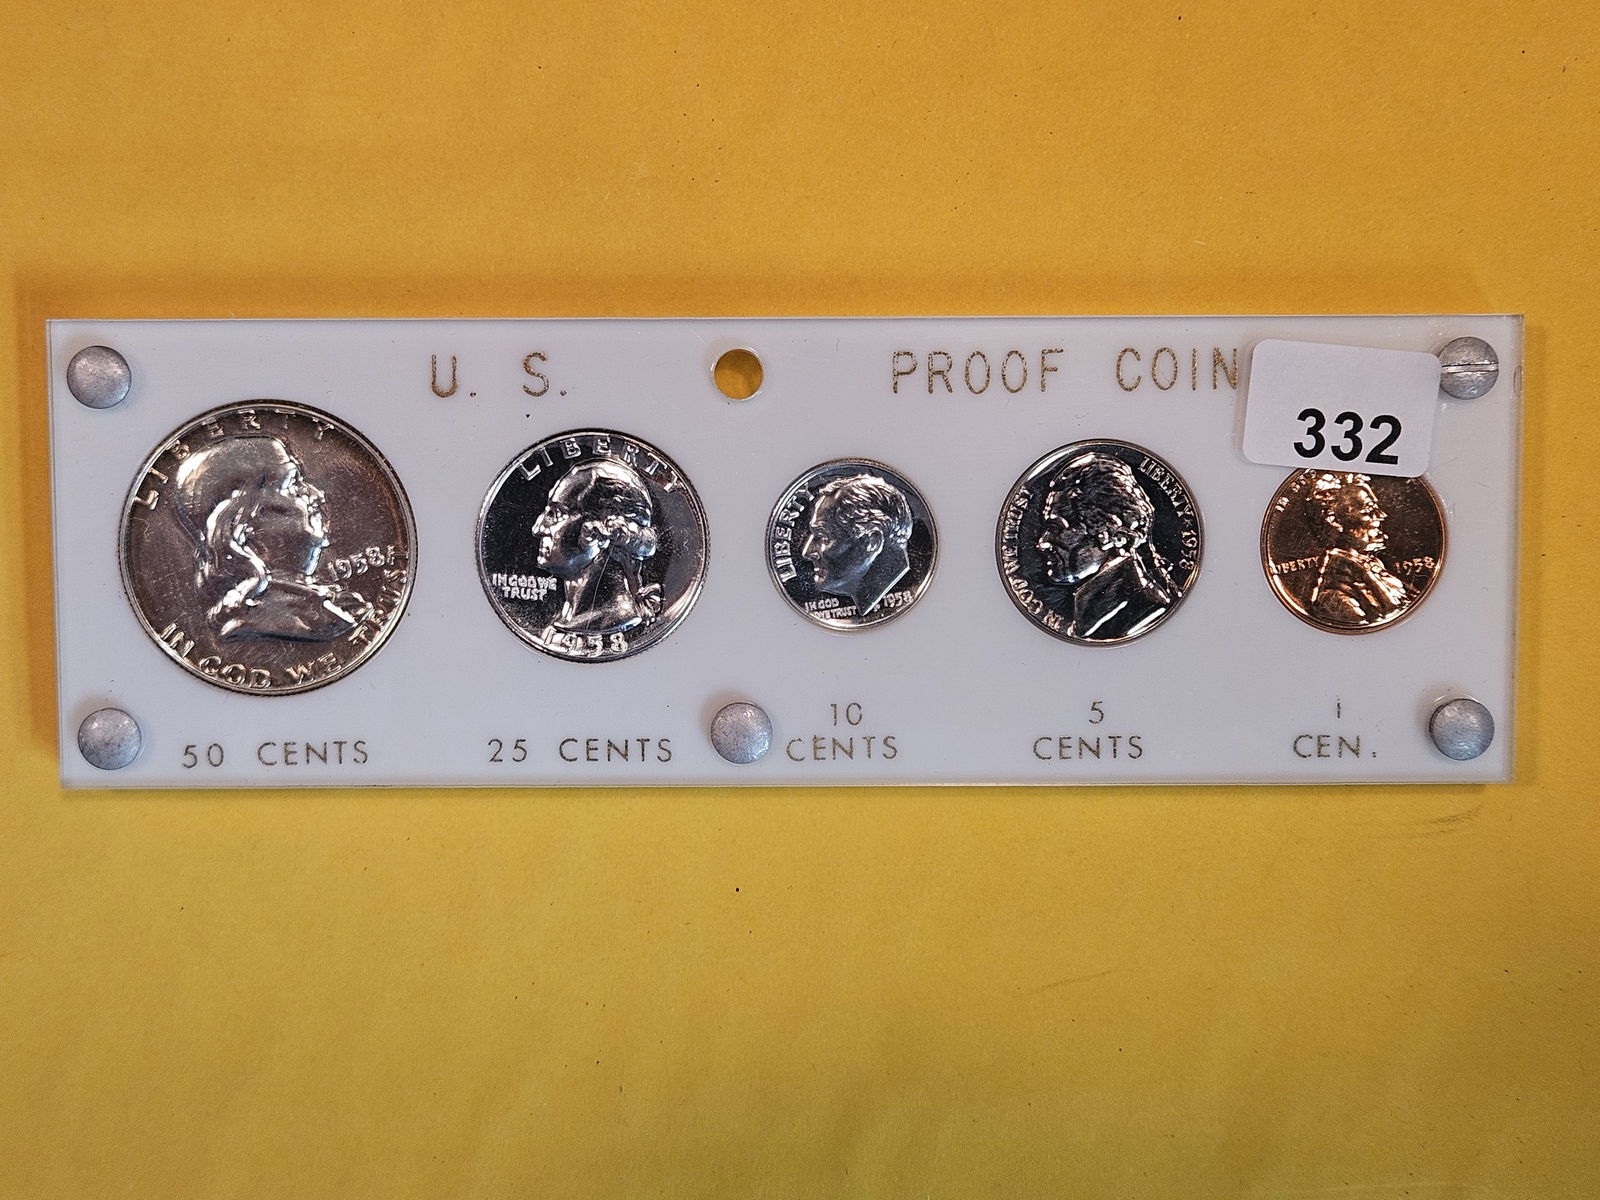 U. S. PROOF COIN
332
LIBERTY
1958
IN GOD WE TRUST
LIBERTY
IN GOD WE
TRUST
1958
LIBERTY
IN GOD
WE TRUST
1958
IN GOD WE TRUST
LIBERTY · 1958
LIBERTY
1958
50 CENTS
25 CENTS
10
CENTS
5
CENTS
1
CEN.